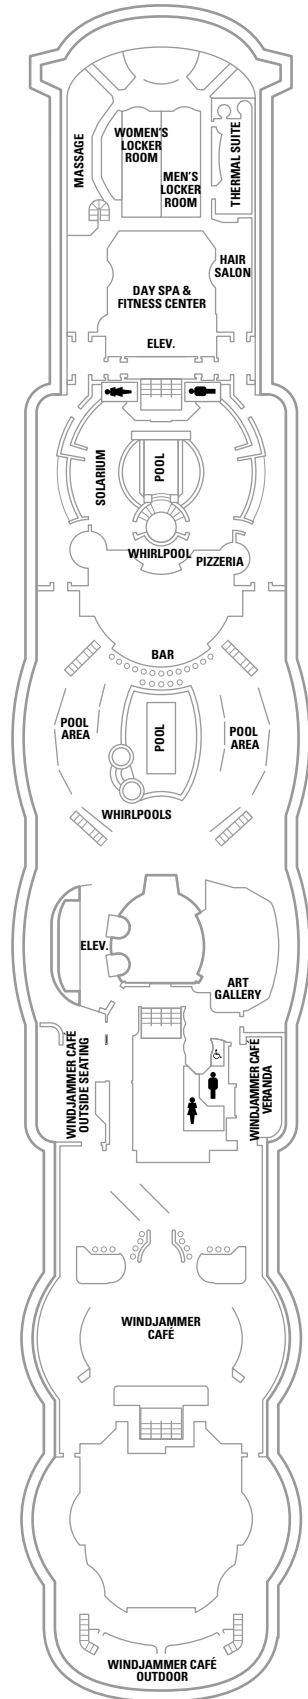 WOMEN'S
LOCKER
ROOM
MASSAGE
MEN'S
LOCKER
ROOM
THERMAL SUITE
HAIR
SALON
DAY SPA &
FITNESS CENTER
ELEV.
SOLARIUM
POOL
WHIRLPOOL
PIZZERIA
BAR
POOL
AREA
POOL
POOL
AREA
WHIRLPOOLS
ELEV.
ART
GALLERY
WINDJAMMER CAFÉ
OUTSIDE SEATING
WINDJAMMER CAFÉ
VERANDA
WINDJAMMER
CAFÉ
WINDJAMMER CAFÉ
OUTDOOR